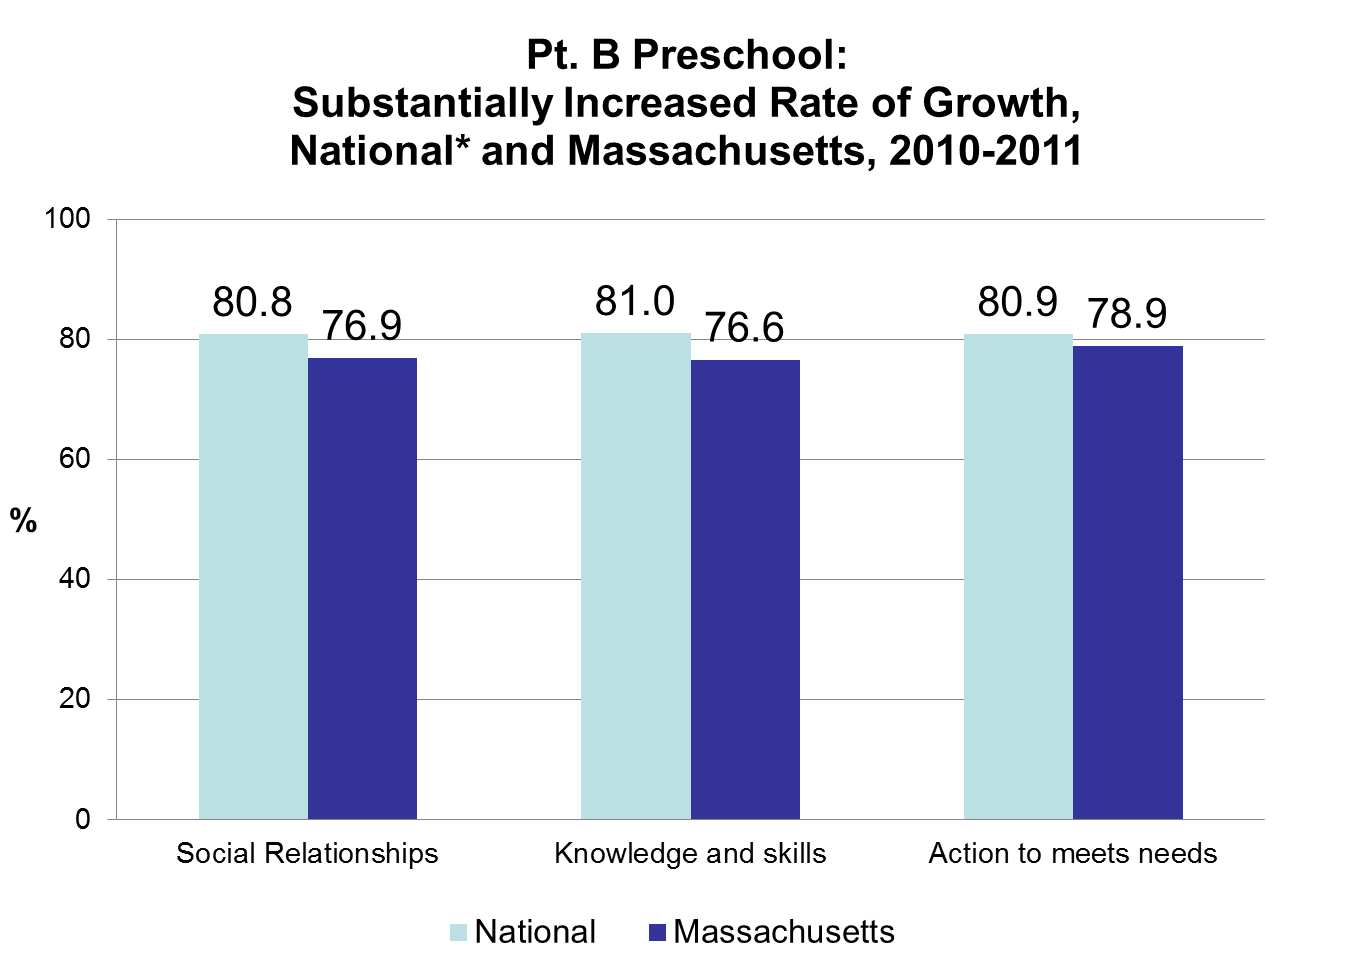 Pt. B Preschool:
Substantially Increased Rate of Growth,
National* and Massachusetts, 2010-2011
100
80
60
%
40
20
0
80.8
76.9
81.0
76.6
80.9
78.9
Social Relationships
Knowledge and skills
Action to meets needs
National
Massachusetts